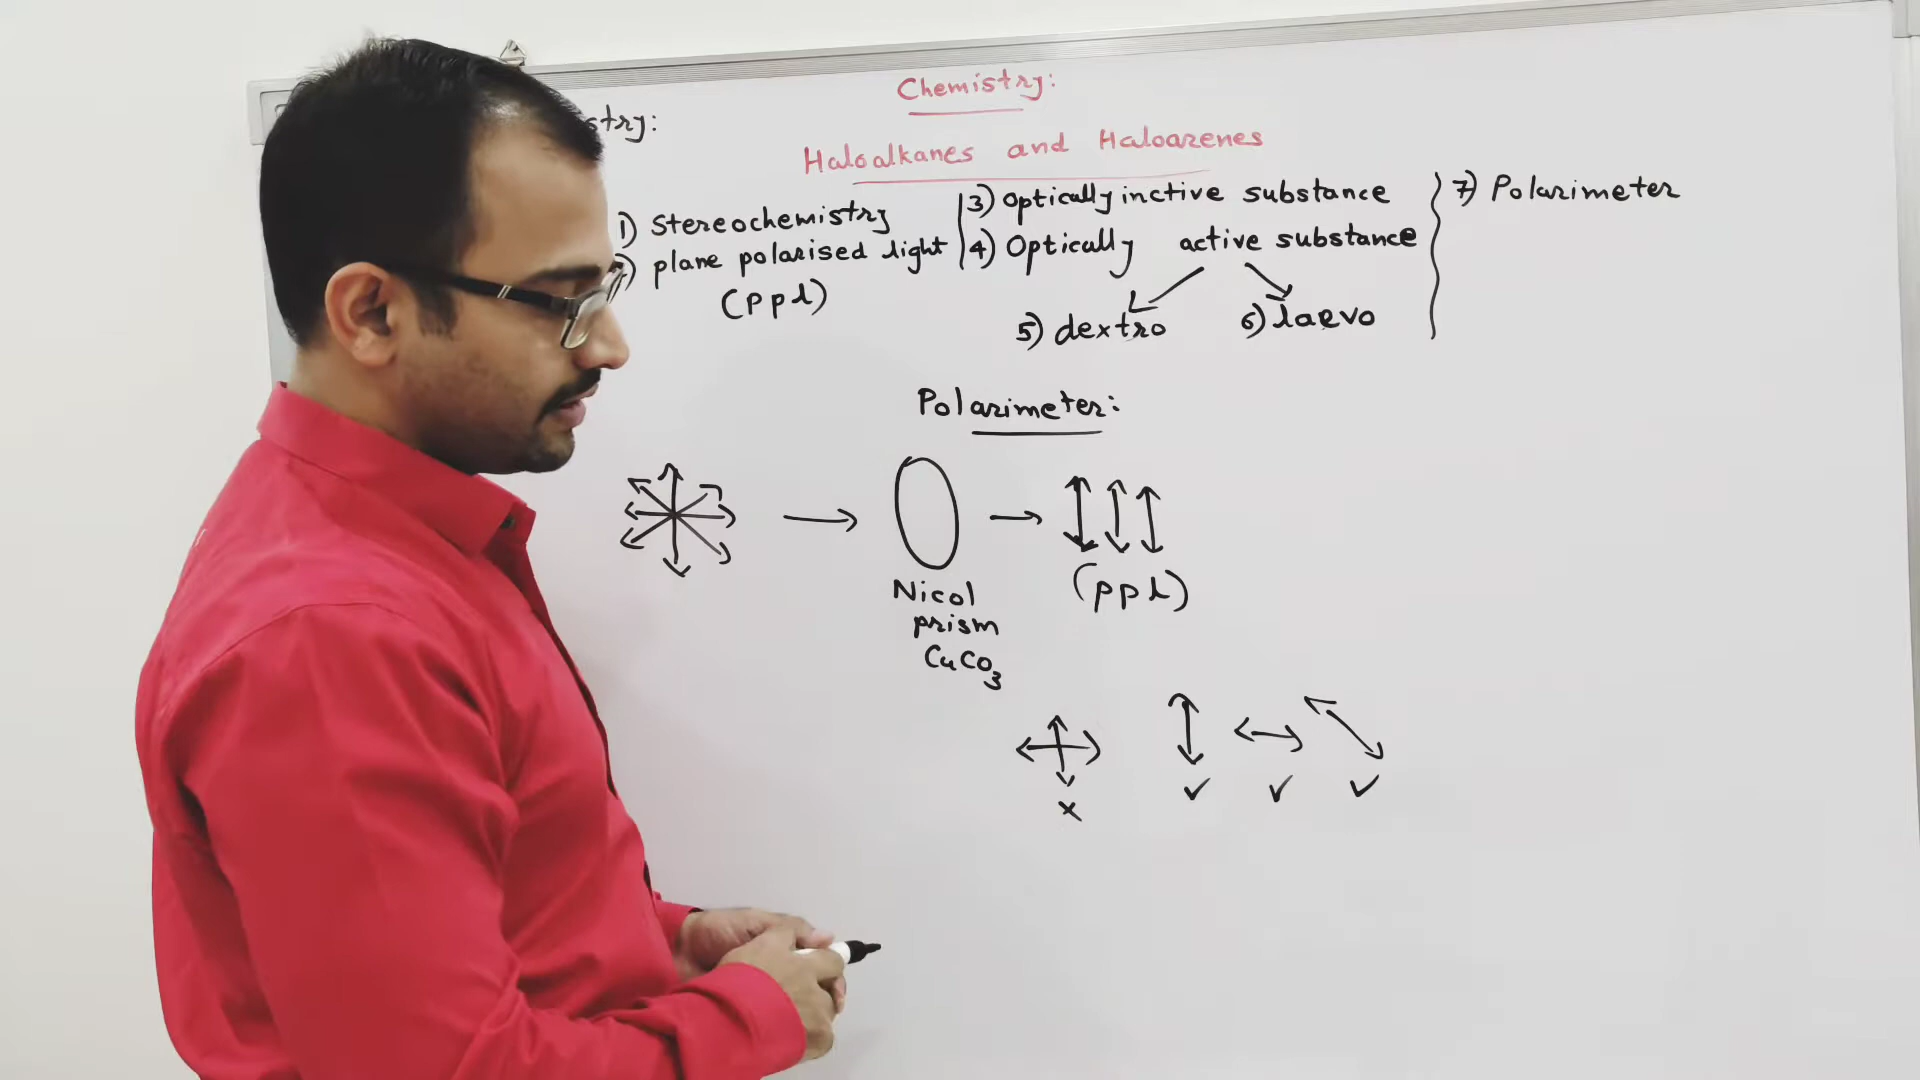 Chemistry:
stry:
Haloalkanes and Haloarenes
1) Stereochemistry
plane polarised light
(ppl)
3) Optically inctive substance
4) Optically active substance
5) dextro
6) laevo
7) Polarimeter
Polarimeter:
Nicol
prism
CuCO3
(ppl)